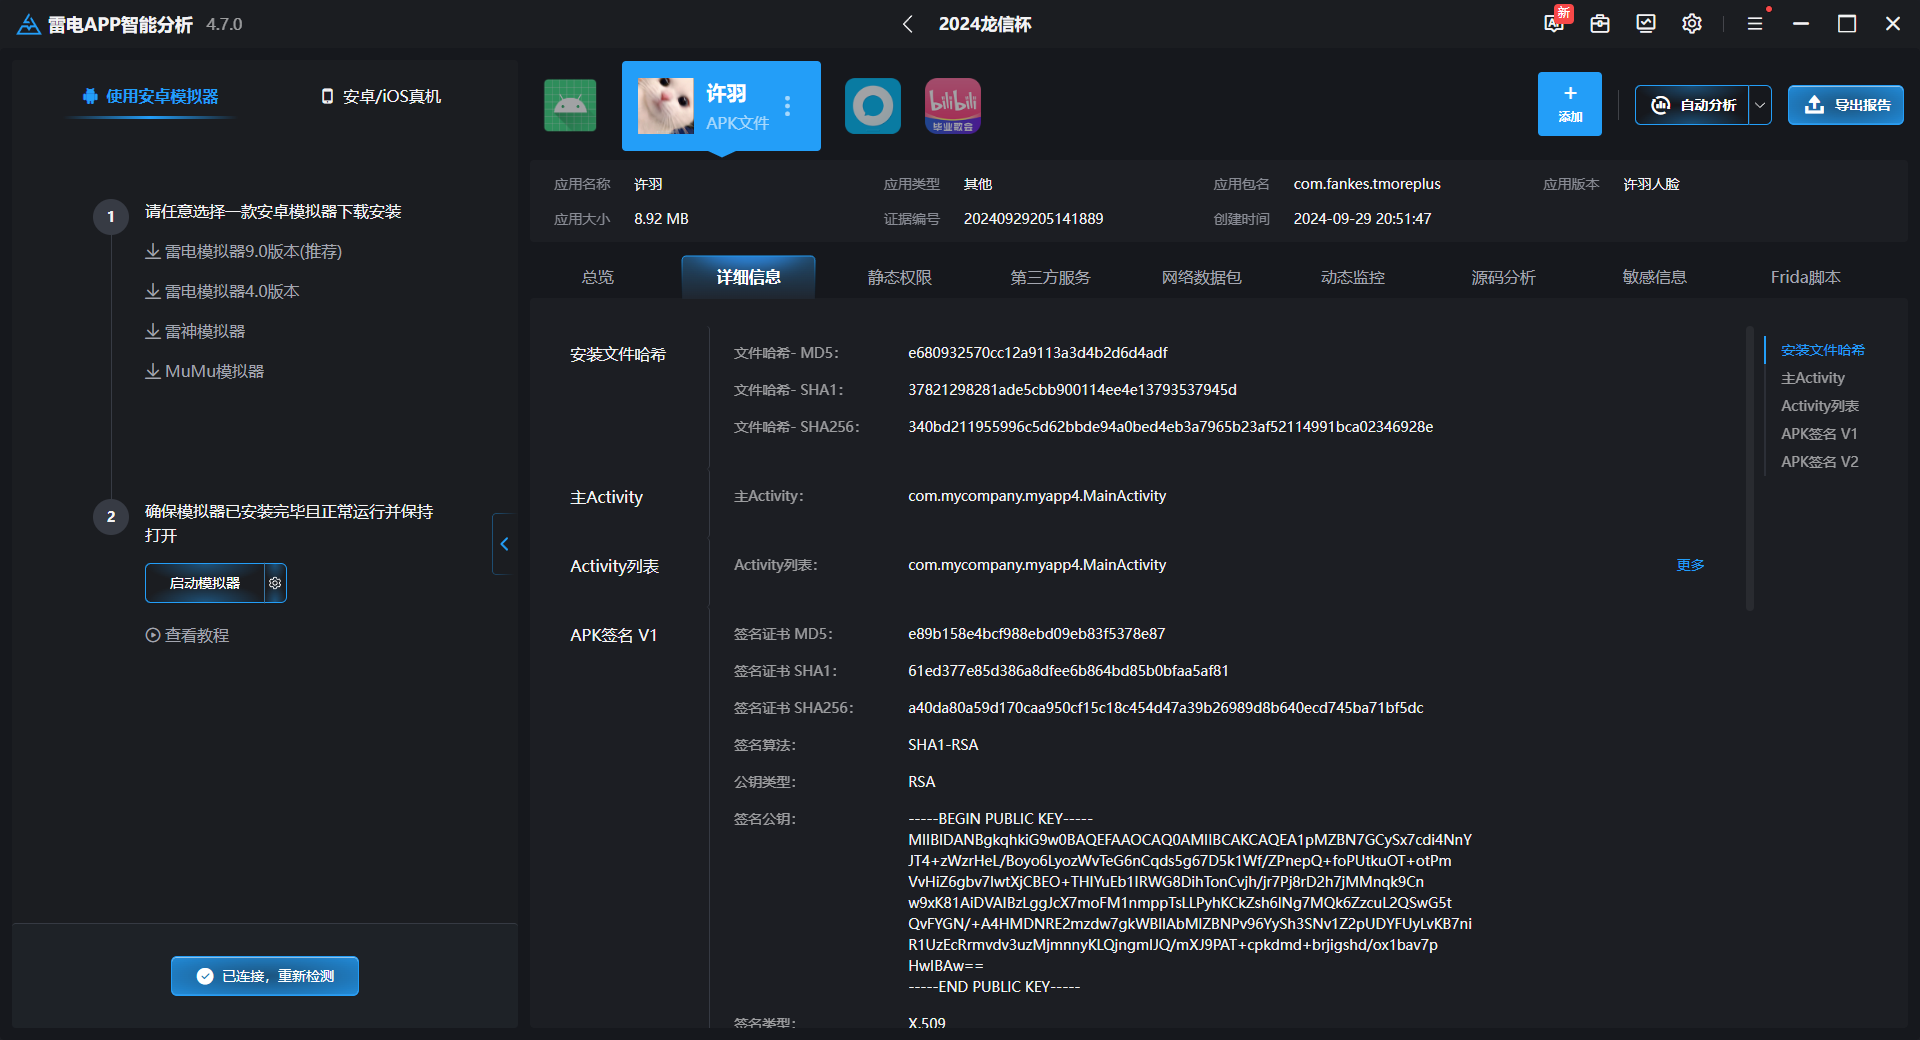 雷电APP智能分析 4.7.0
2024龙信杯
新
使用安卓模拟器
安卓/iOS真机
1
请任意选择一款安卓模拟器下载安装
雷电模拟器9.0版本(推荐)
雷电模拟器4.0版本
雷神模拟器
MuMu模拟器
2
确保模拟器已安装完毕且正常运行并保持
打开
启动模拟器
查看教程
已连接，重新检测
许羽
APK文件
bilibili
毕业歌会
添加
自动分析
导出报告
应用名称 许羽
应用类型 其他
应用包名 com.fankes.tmoreplus
应用版本 许羽人脸
应用大小 8.92 MB
证据编号 20240929205141889
创建时间 2024-09-29 20:51:47
总览
详细信息
静态权限
第三方服务
网络数据包
动态监控
源码分析
敏感信息
Frida脚本
安装文件哈希
文件哈希- MD5: e680932570cc12a9113a3d4b2d6d4adf
文件哈希- SHA1: 37821298281ade5cbb900114ee4e13793537945d
文件哈希- SHA256: 340bd211955996c5d62bbde94a0bed4eb3a7965b23af52114991bca02346928e
主Activity
主Activity: com.mycompany.myapp4.MainActivity
Activity列表
Activity列表: com.mycompany.myapp4.MainActivity
更多
APK签名 V1
签名证书 MD5: e89b158e4bcf988ebd09eb83f5378e87
签名证书 SHA1: 61ed377e85d386a8dfee6b864bd85b0bfaa5af81
签名证书 SHA256: a40da80a59d170caa950cf15c18c454d47a39b26989d8b640ecd745ba71bf5dc
签名算法: SHA1-RSA
公钥类型: RSA
签名公钥: -----BEGIN PUBLIC KEY-----
MIIBIDANBgkqhkiG9w0BAQEFAAOCAQ0AMIIBCAKCAQEA1pMZBN7GCySx7cdi4NnY
JT4+zWzrHeL/Boyo6LyozWvTeG6nCqds5g67D5k1Wf/ZPnepQ+foPUtkuOT+otPm
VvHiZ6gbv7IwtXjCBEO+THIYuEb1IRWG8DihTonCvjh/jr7Pj8rD2h7jMMnqk9Cn
w9xK81AiDVAIBzLggJcX7moFM1nmppTsLLPyhKCkZsh6lNg7MQk6ZzcuL2QSwG5t
QvFYGN/+A4HMDNRE2mzdw7gkWBIIAbMlZBNPv96YySh3SNv1Z2pUDYFUyLvKB7ni
R1UzEcRrmvdv3uzMjmnnyKLQjngmIJQ/mXJ9PAT+cpkdmd+brjigshd/ox1bav7p
HwIBAw==
-----END PUBLIC KEY-----
签名类型: X.509
安装文件哈希
主Activity
Activity列表
APK签名 V1
APK签名 V2